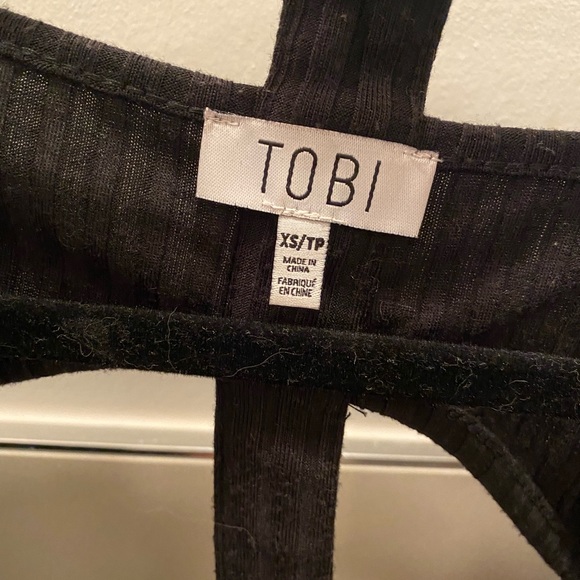 TOBI
XS/TP
MADE IN
CHINA
FABRIQUÉ
EN CHINE